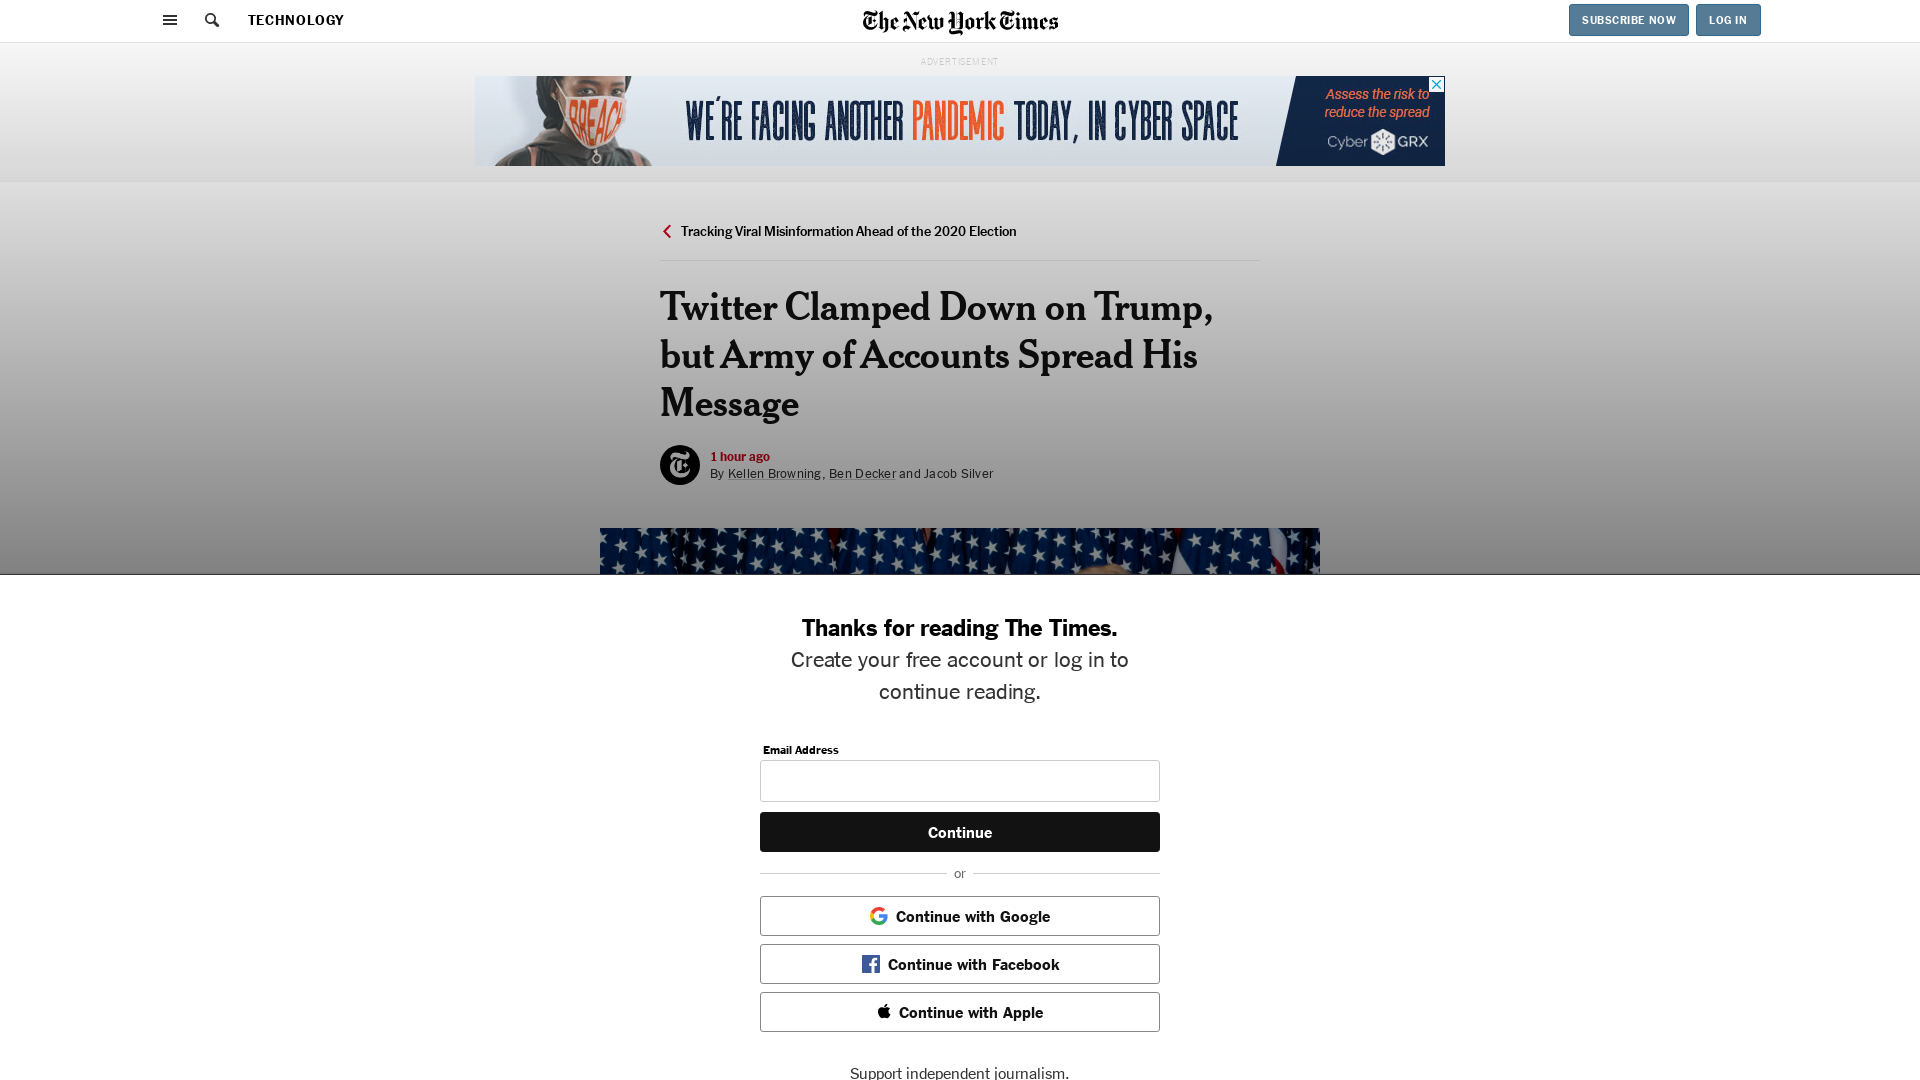 TECHNOLOGY
The New York Times
SUBSCRIBE NOW
LOG IN
ADVERTISEMENT
BREACH
WE'RE FACING ANOTHER PANDEMIC TODAY, IN CYBER SPACE
Assess the risk to
reduce the spread
CyberGRX
Tracking Viral Misinformation Ahead of the 2020 Election
Twitter Clamped Down on Trump,
but Army of Accounts Spread His
Message
1 hour ago
By Kellen Browning, Ben Decker and Jacob Silver
Thanks for reading The Times.
Create your free account or log in to
continue reading.
Email Address
Continue
or
Continue with Google
Continue with Facebook
Continue with Apple
Support independent journalism.